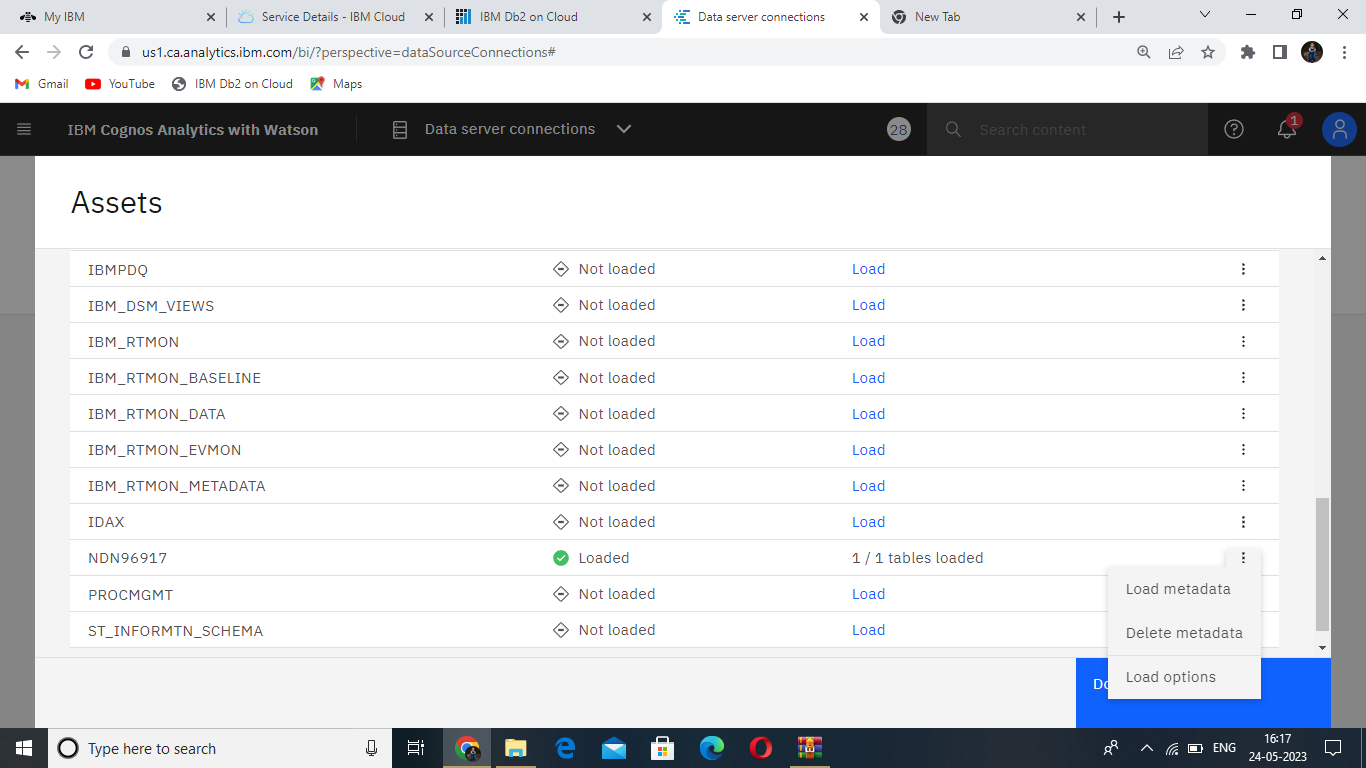 My IBM
Service Details - IBM Cloud
IBM Db2 on Cloud
Data server connections
New Tab
us1.ca.analytics.ibm.com/bi/?perspective=dataSourceConnections#
Gmail
YouTube
IBM Db2 on Cloud
Maps
IBM Cognos Analytics with Watson
Data server connections
28
Search content
1
Assets
IBMPDQ Not loaded Load
IBM_DSM_VIEWS Not loaded Load
IBM_RTMON Not loaded Load
IBM_RTMON_BASELINE Not loaded Load
IBM_RTMON_DATA Not loaded Load
IBM_RTMON_EVMON Not loaded Load
IBM_RTMON_METADATA Not loaded Load
IDAX Not loaded Load
NDN96917 Loaded 1 / 1 tables loaded
PROCMGMT Not loaded Load
ST_INFORMTN_SCHEMA Not loaded Load
Load metadata
Delete metadata
Load options
Type here to search
ENG
16:17
24-05-2023